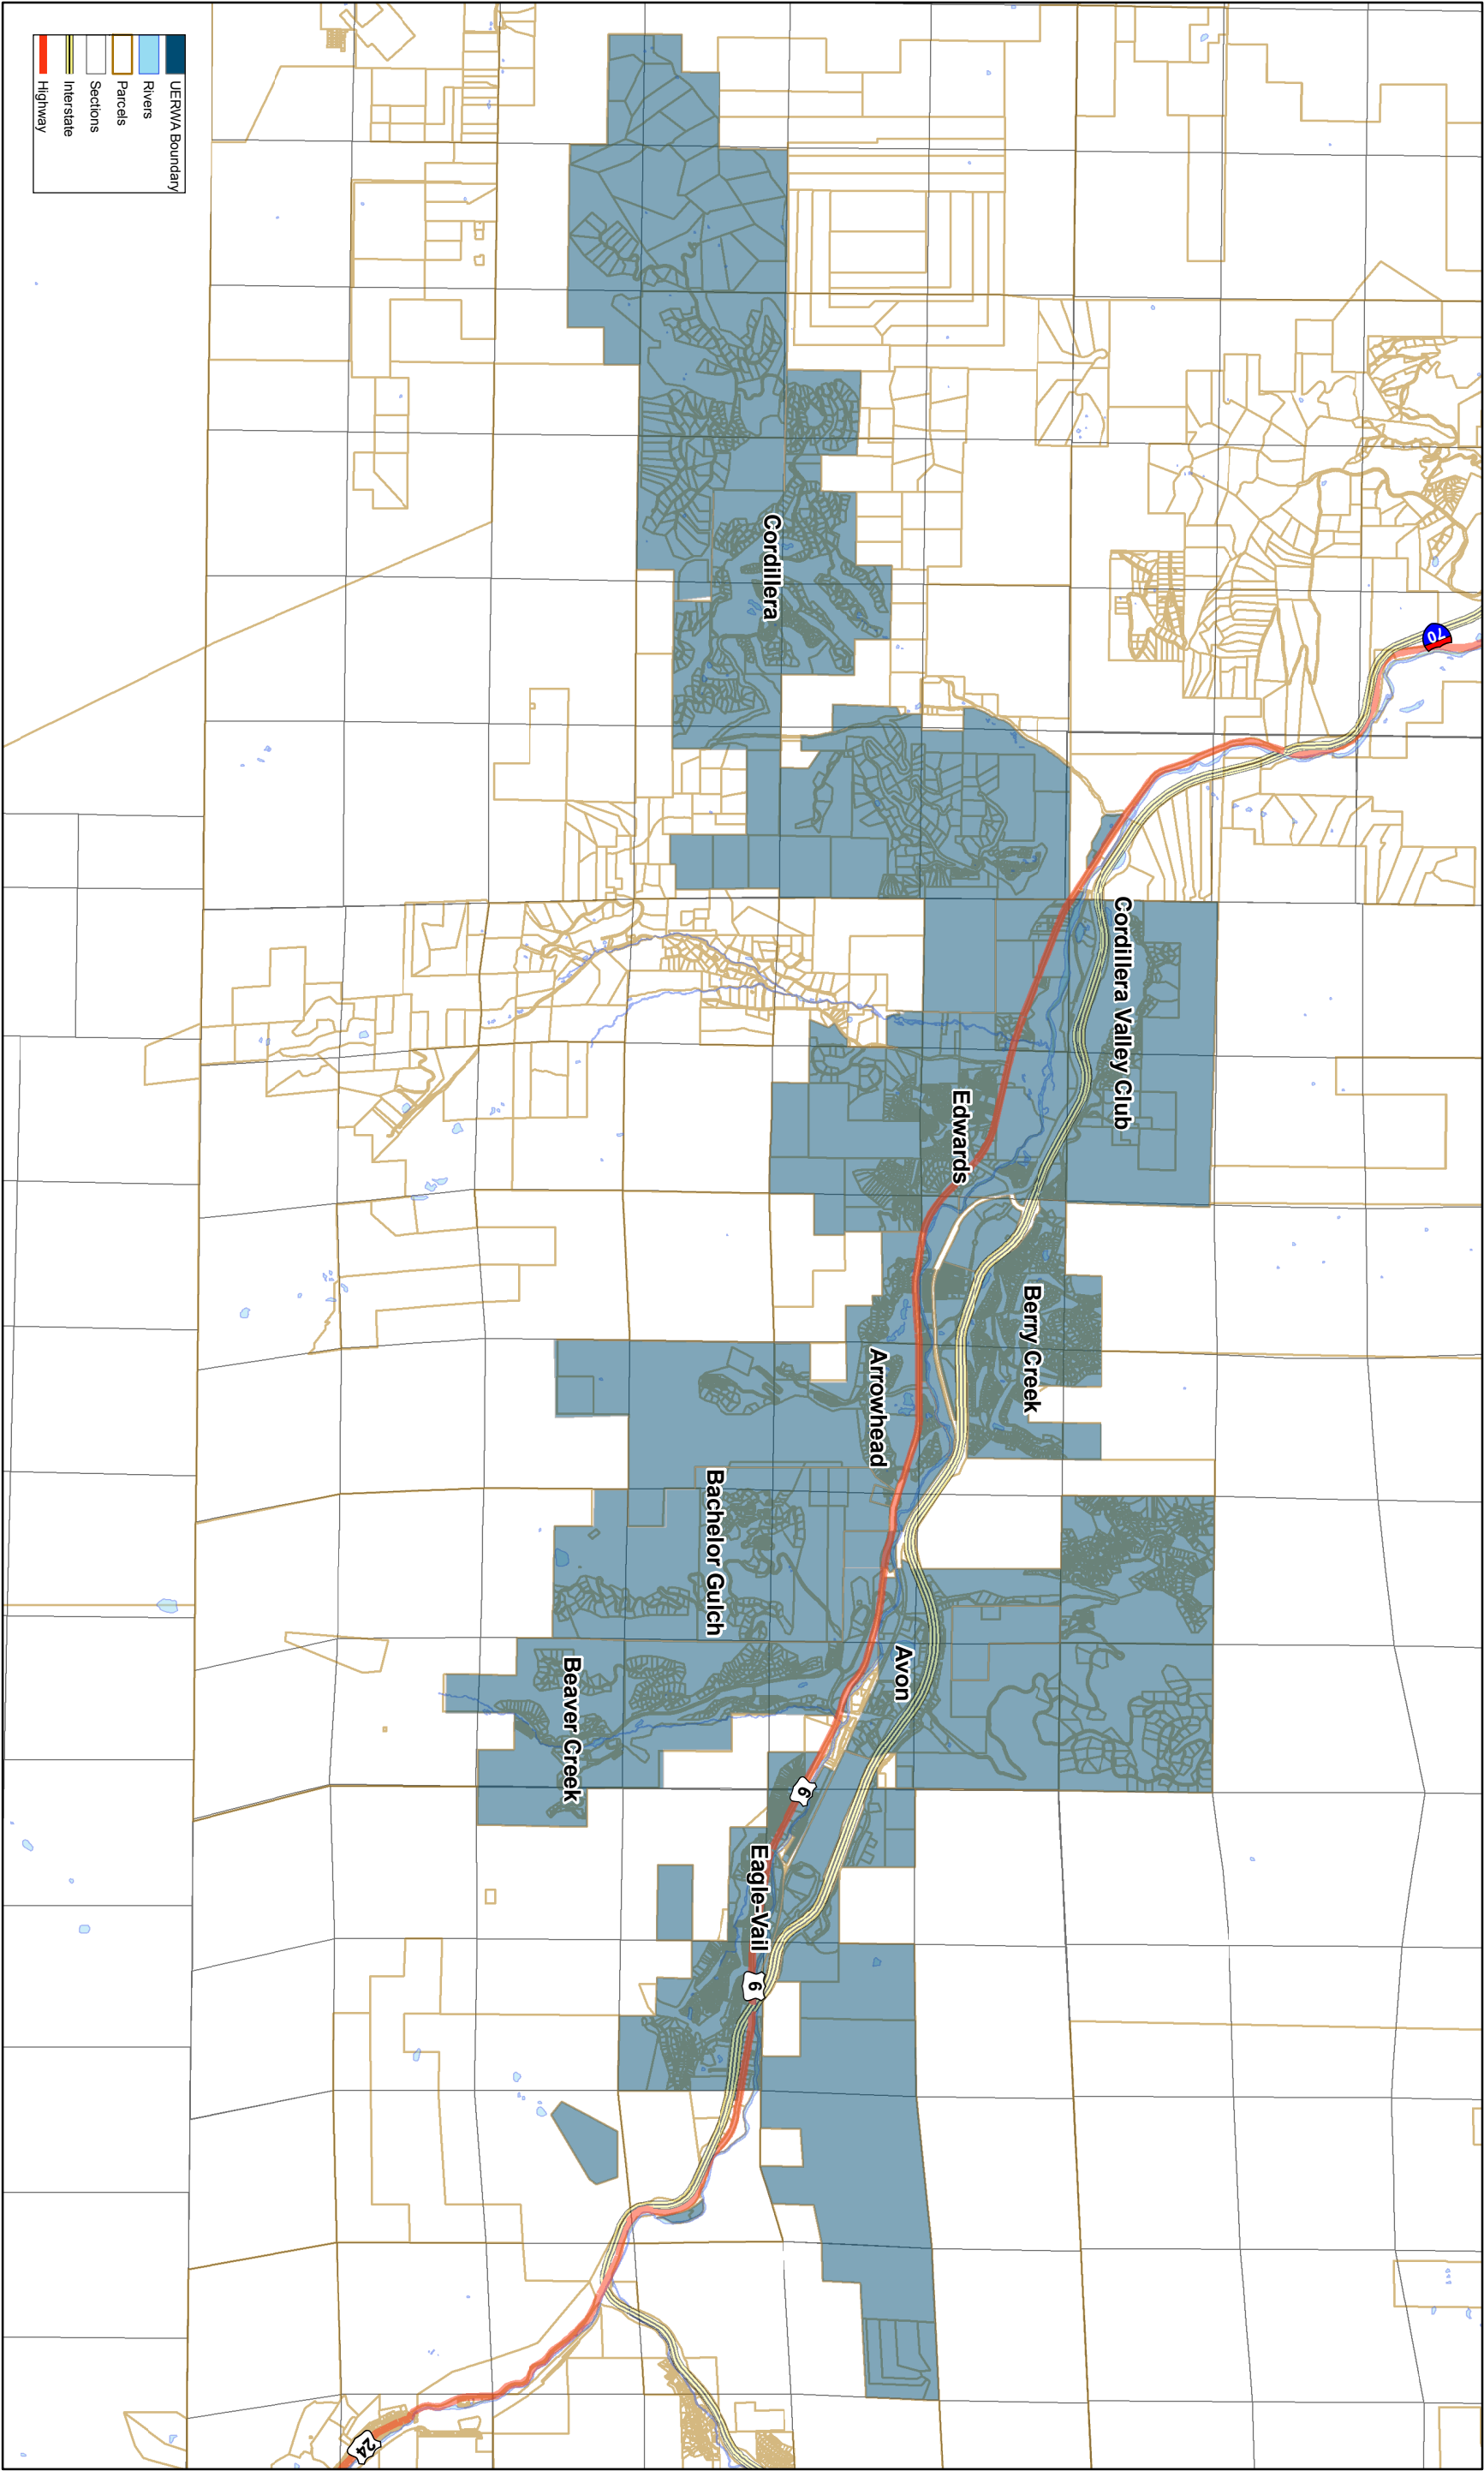 UERWA Boundary
Rivers
Parcels
Sections
Interstate
Highway
70
Cordillera
Cordillera Valley Club
Edwards
Berry Creek
Arrowhead
Bachelor Gulch
Avon
Beaver Creek
6
Eagle-Vail
6
24